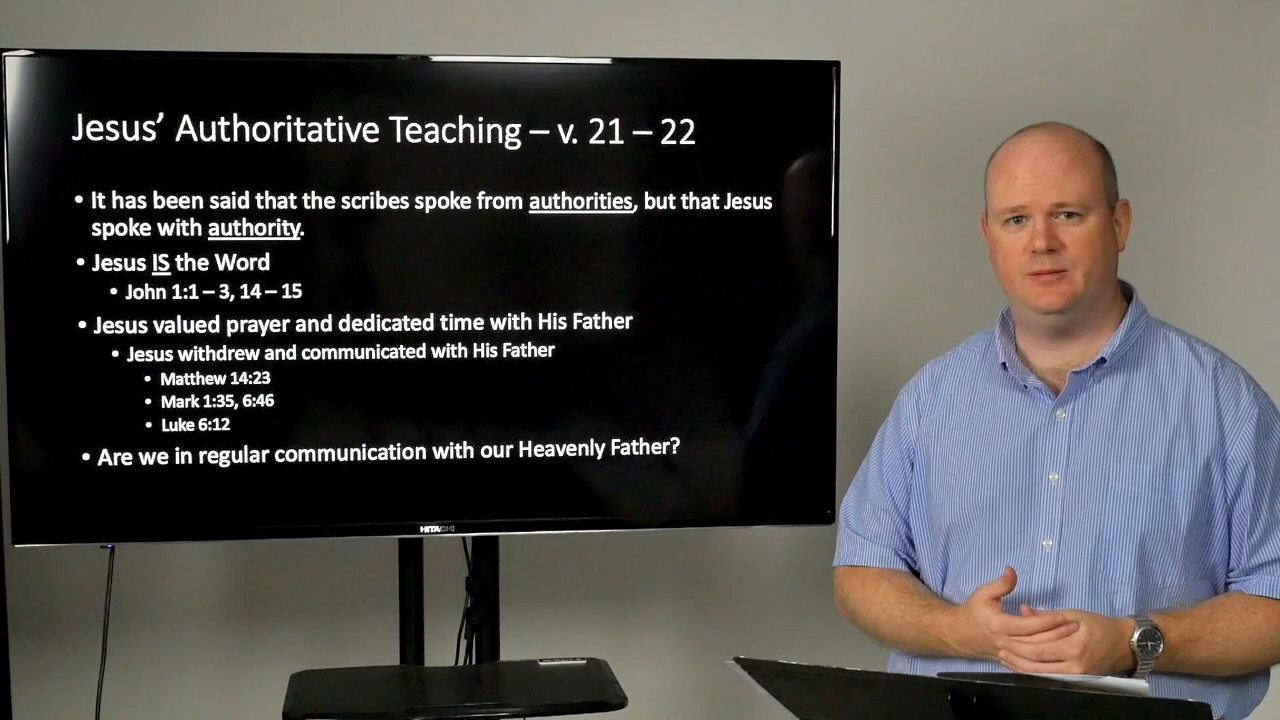 Jesus’ Authoritative Teaching – v. 21 – 22
• It has been said that the scribes spoke from authorities, but that Jesus
spoke with authority.
• Jesus IS the Word
• John 1:1 – 3, 14 – 15
• Jesus valued prayer and dedicated time with His Father
• Jesus withdrew and communicated with His Father
• Matthew 14:23
• Mark 1:35, 6:46
• Luke 6:12
• Are we in regular communication with our Heavenly Father?
HITACHI